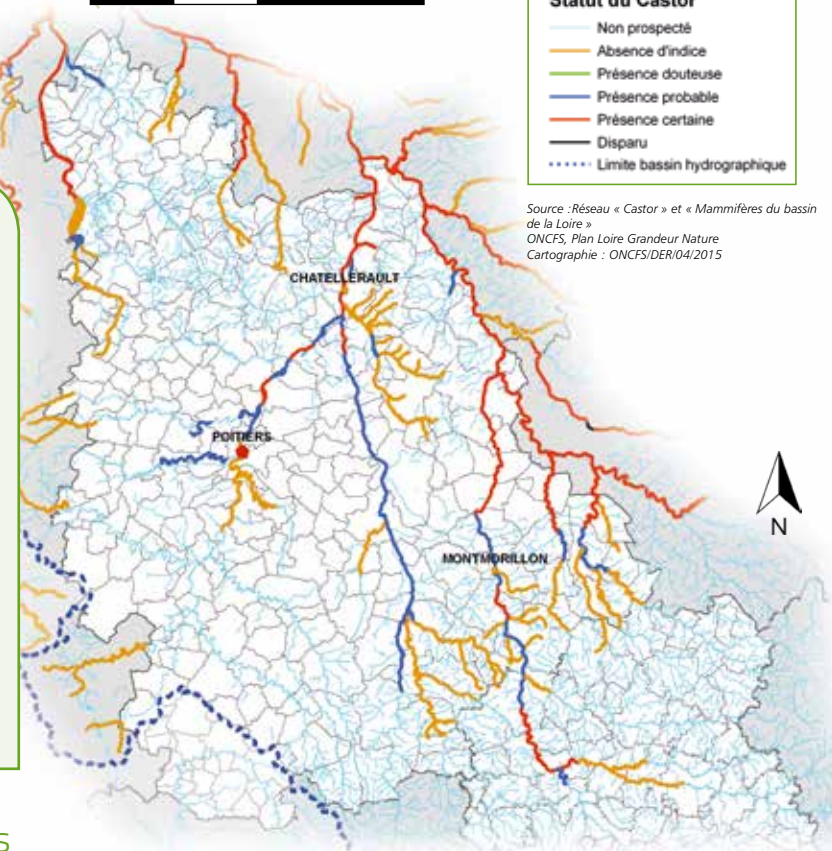 Statut du Castor
Non prospecté
Absence d'indice
Présence douteuse
Présence probable
Présence certaine
Disparu
Limite bassin hydrographique
Source :Réseau « Castor » et « Mammifères du bassin
de la Loire »
ONCFS, Plan Loire Grandeur Nature
Cartographie : ONCFS/DER/04/2015
CHATELLERAULT
POITIERS
N
MONTMORILLON
S